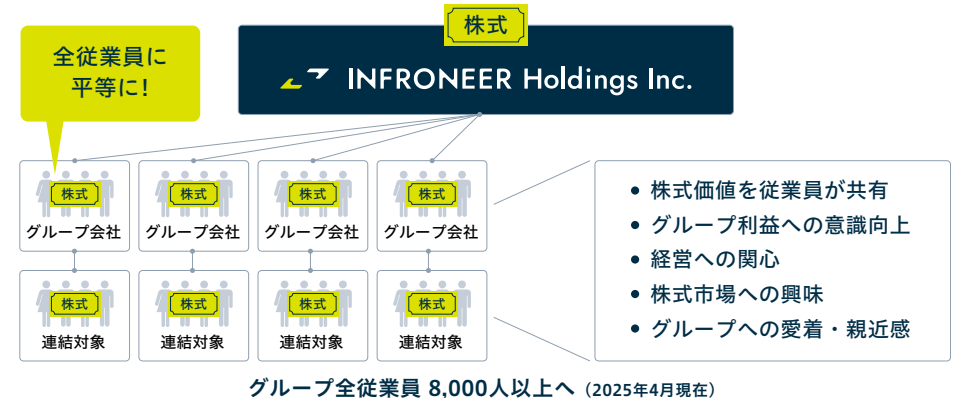 株式
全従業員に
平等に!
INFRONEER Holdings Inc.
株式 株式 株式 株式
グループ会社 グループ会社 グループ会社 グループ会社
株式 株式 株式 株式
連結対象 連結対象 連結対象 連結対象
• 株式価値を従業員が共有
• グループ利益への意識向上
• 経営への関心
• 株式市場への興味
• グループへの愛着・親近感
グループ全従業員 8,000人以上へ(2025年4月現在)